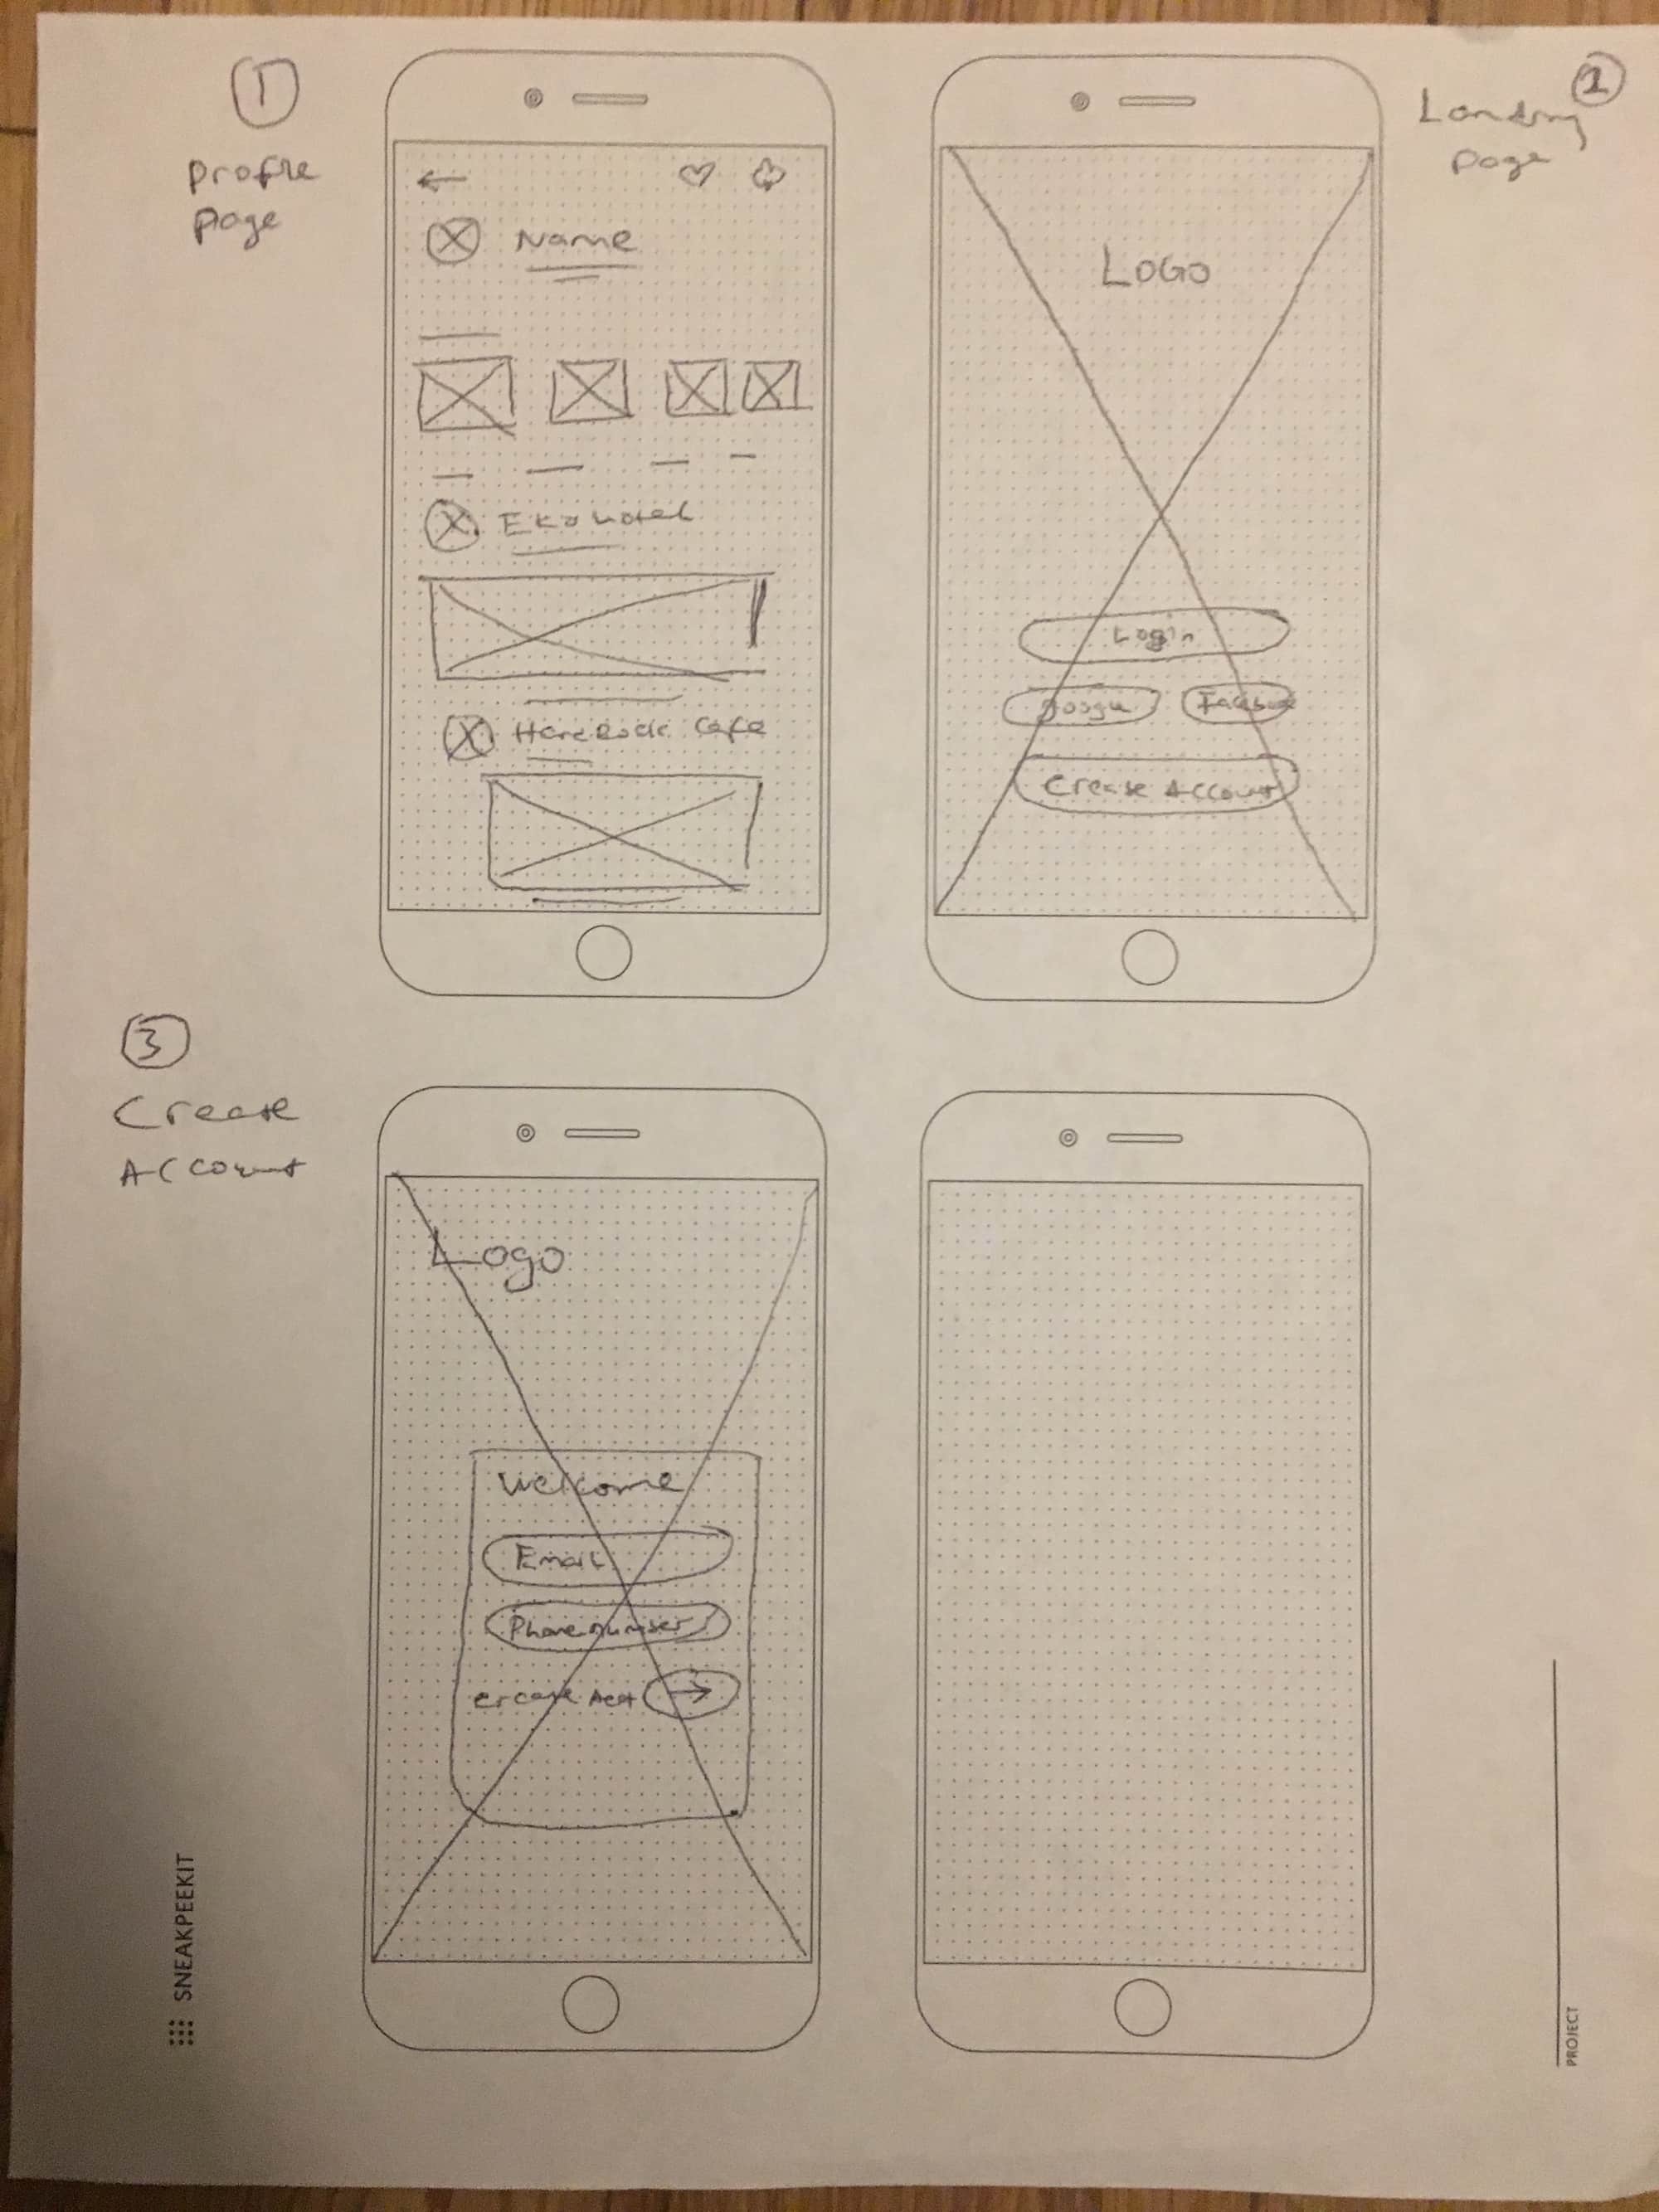 1
Profile
page
Name
Eko Hotel
Hard Rock Cafe
2
Landing
page
LOGO
Login
Google
Facebook
Create Account
3
Create
Account
Logo
Welcome
Email
Phone number
create Acct
SNEAKPEEKIT
PROJECT